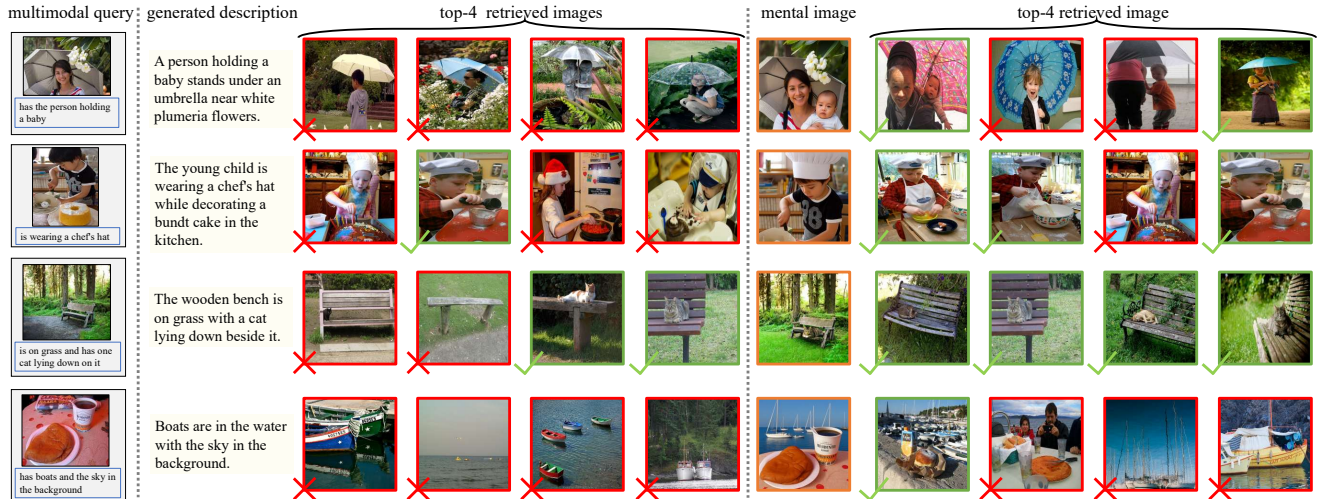 multimodal query
generated description
top-4 retrieved images
mental image
top-4 retrieved image
has the person holding
a baby
A person holding a
baby stands under an
umbrella near white
plumeria flowers.
is wearing a chef's hat
The young child is
wearing a chef's hat
while decorating a
bundt cake in the
kitchen.
is on grass and has one
cat lying down on it
The wooden bench is
on grass with a cat
lying down beside it.
has boats and the sky in
the background
Boats are in the water
with the sky in the
background.